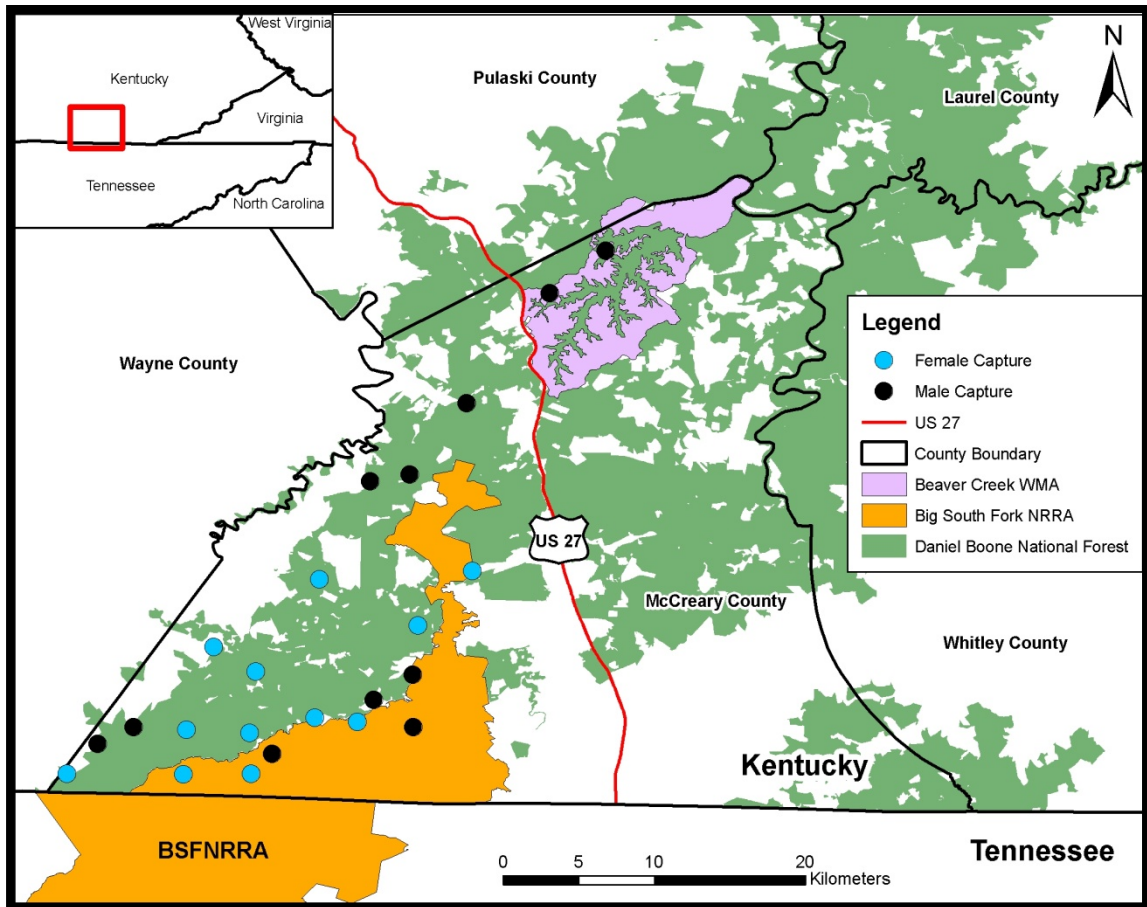 West Virginia
Kentucky
Virginia
Tennessee
North Carolina
Pulaski County
N
Laurel County
Wayne County
Legend
Female Capture
Male Capture
US 27
County Boundary
Beaver Creek WMA
Big South Fork NRRA
Daniel Boone National Forest
US 27
McCreary County
Whitley County
Kentucky
BSFNRRA
Tennessee
0 5 10 20
Kilometers